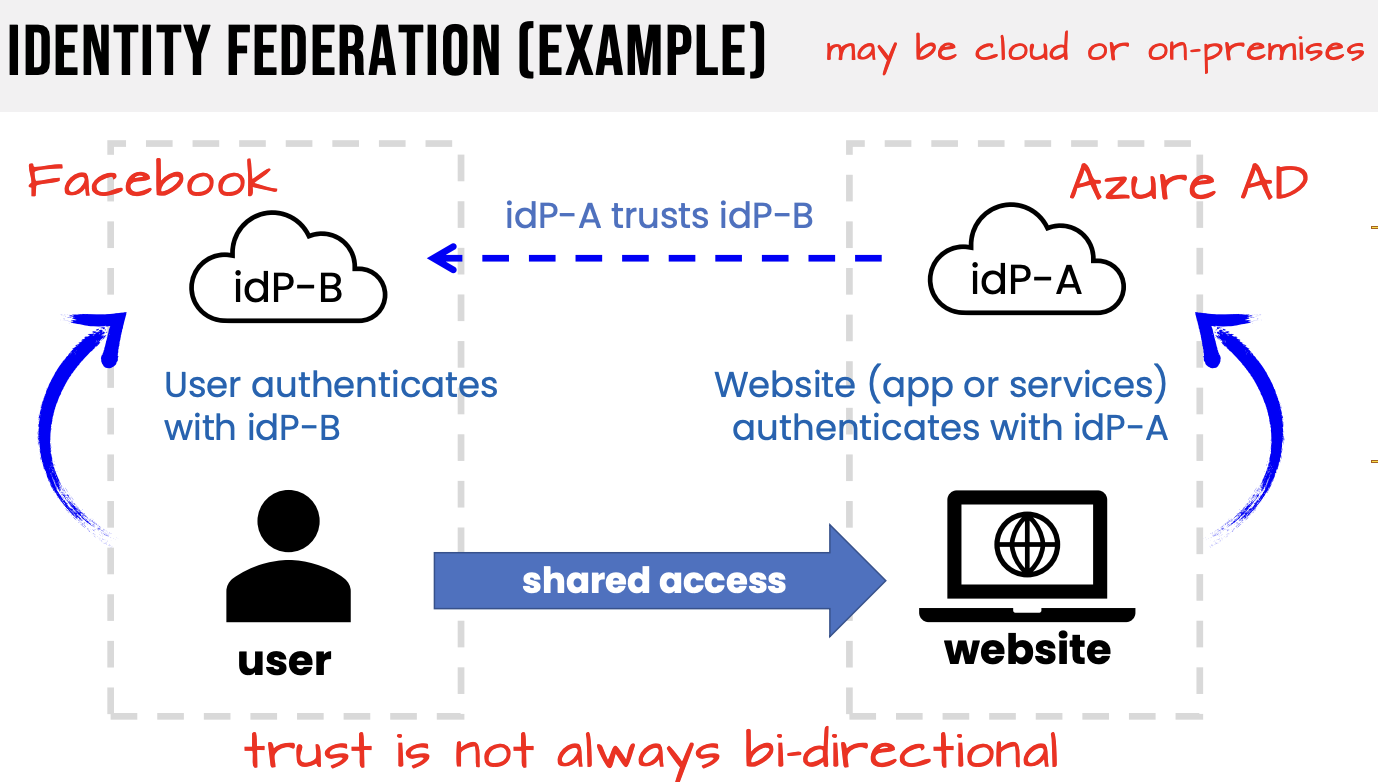 IDENTITY FEDERATION (EXAMPLE)
may be cloud or on-premises
Facebook
Azure AD
idP-A trusts idP-B
idP-B
idP-A
User authenticates
with idP-B
Website (app or services)
authenticates with idP-A
shared access
user
website
trust is not always bi-directional